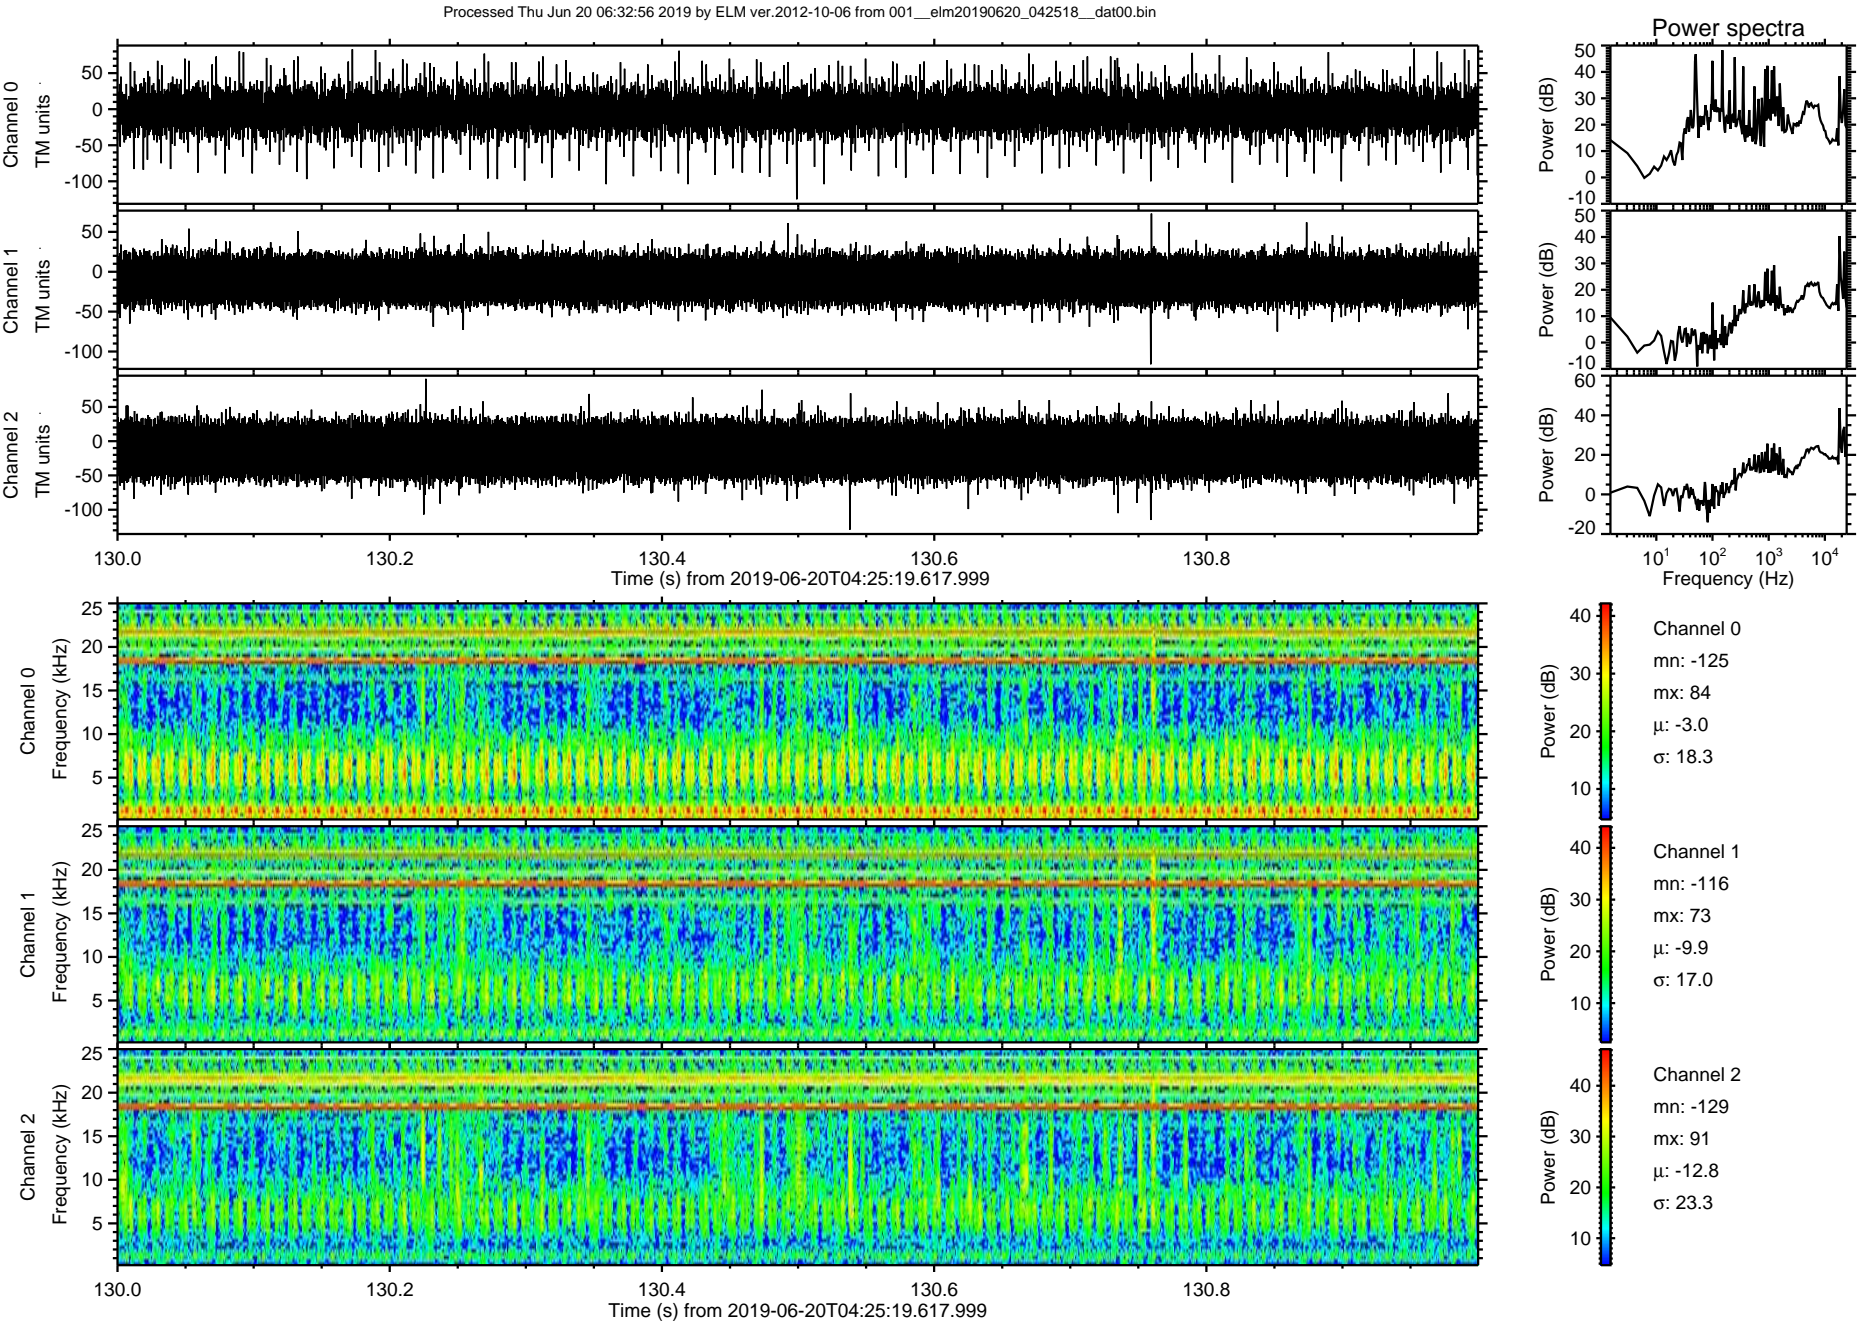 Processed Thu Jun 20 06:32:56 2019 by ELM ver.2012-10-06 from 001__elm20190620_042518__dat00.bin
Power spectra
Channel 0
TM units
50
0
-50
-100
Power (dB)
50
40
30
20
10
0
-10
Channel 1
TM units
50
0
-50
-100
Power (dB)
50
40
30
20
10
0
-10
Channel 2
TM units
50
0
-50
-100
Power (dB)
60
40
20
0
-20
130.0 130.2 130.4 130.6 130.8
Time (s) from 2019-06-20T04:25:19.617.999
10¹ 10² 10³ 10⁴
Frequency (Hz)
Channel 0
Frequency (kHz)
25
20
15
10
5
Power (dB)
40
30
20
10
Channel 0
mn: -125
mx: 84
μ: -3.0
σ: 18.3
Channel 1
Frequency (kHz)
25
20
15
10
5
Power (dB)
40
30
20
10
Channel 1
mn: -116
mx: 73
μ: -9.9
σ: 17.0
Channel 2
Frequency (kHz)
25
20
15
10
5
Power (dB)
40
30
20
10
Channel 2
mn: -129
mx: 91
μ: -12.8
σ: 23.3
130.0 130.2 130.4 130.6 130.8
Time (s) from 2019-06-20T04:25:19.617.999